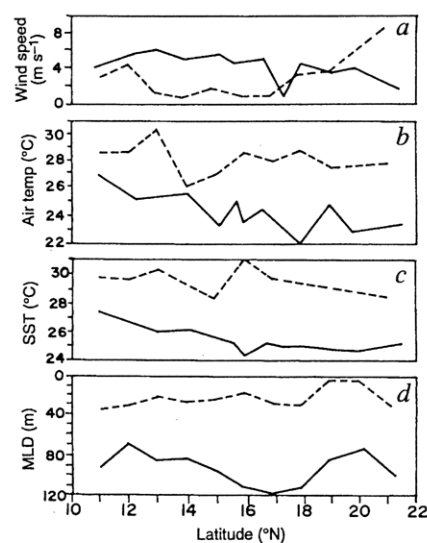 Wind speed
(m s–1)
8
4
0
a
Air temp (°C)
30
28
26
24
22
b
SST (°C)
30
28
26
24
c
MLD (m)
0
40
80
120
d
10 12 14 16 18 20 22
Latitude (°N)